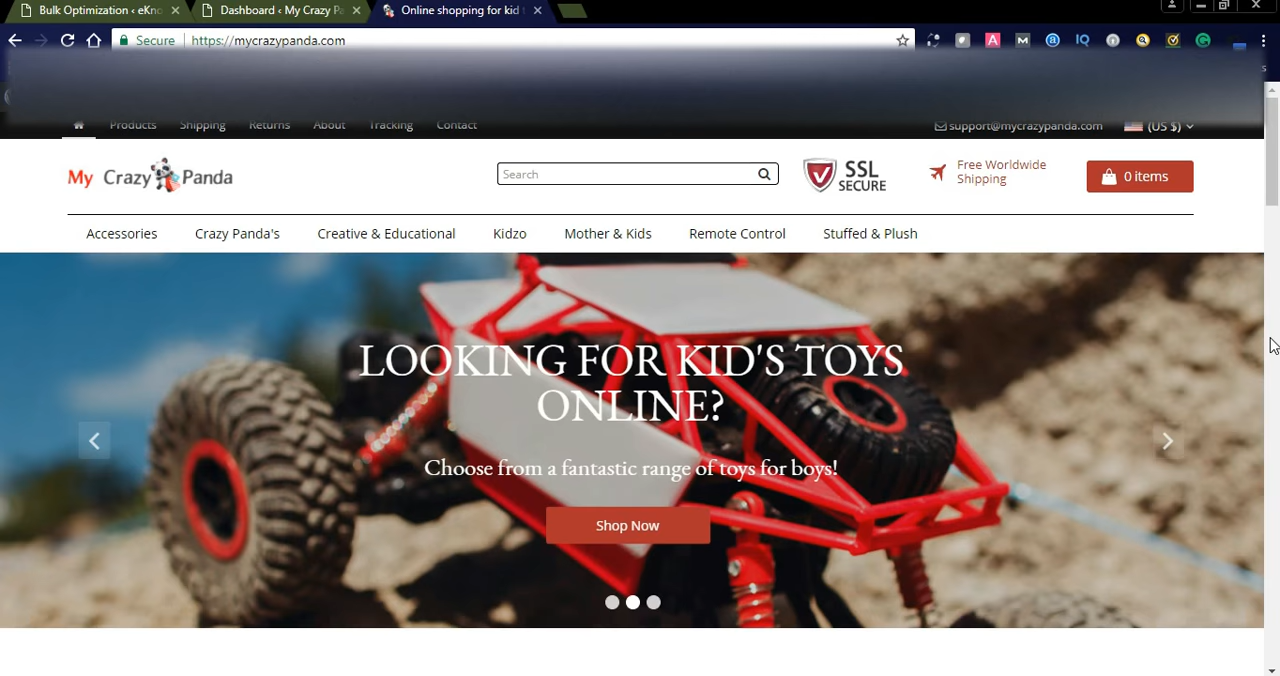 Bulk Optimization ‹ eKno
Dashboard ‹ My Crazy Pa
Online shopping for kid t
Secure
https://mycrazypanda.com
Products
Shipping
Returns
About
Tracking
Contact
support@mycrazypanda.com
(US $)
My Crazy Panda
Search
SSL
SECURE
Free Worldwide
Shipping
0 items
Accessories
Crazy Panda's
Creative & Educational
Kidzo
Mother & Kids
Remote Control
Stuffed & Plush
LOOKING FOR KID'S TOYS
ONLINE?
Choose from a fantastic range of toys for boys!
Shop Now